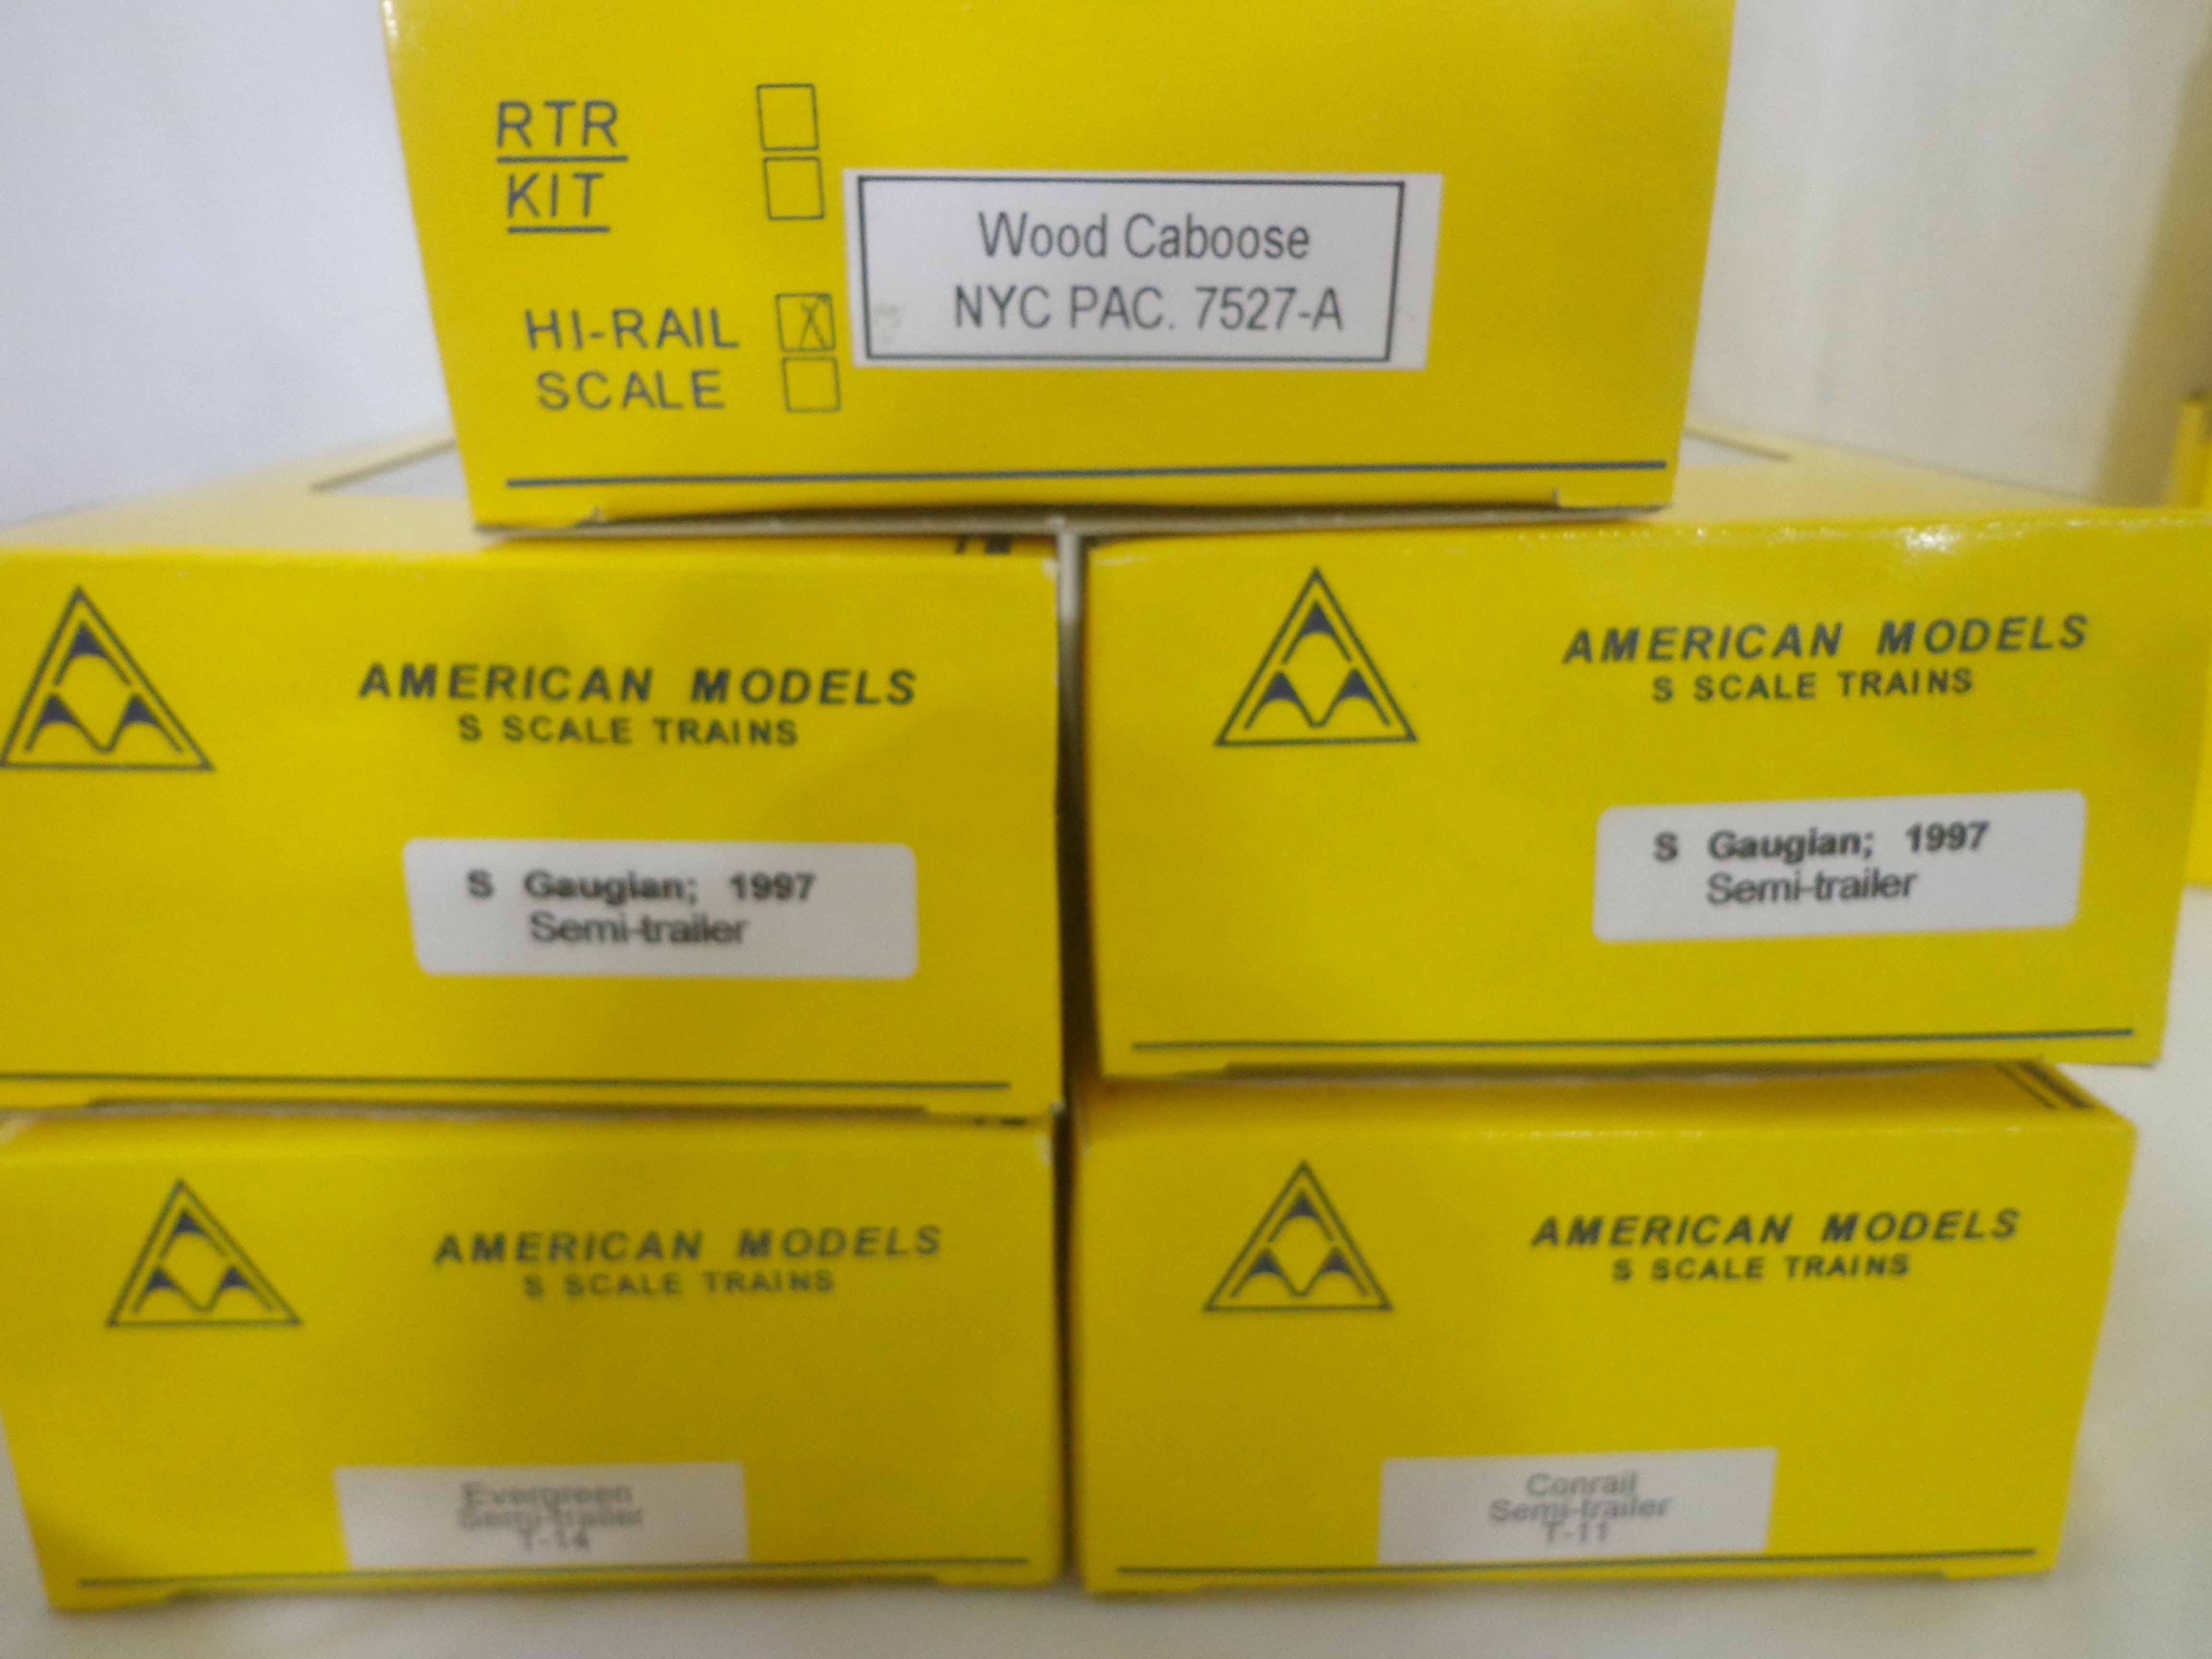 RTR
KIT
HI-RAIL X
SCALE
Wood Caboose
NYC PAC. 7527-A
AMERICAN MODELS
S SCALE TRAINS
S Gaugian; 1997
Semi-trailer
AMERICAN MODELS
S SCALE TRAINS
S Gaugian; 1997
Semi-trailer
AMERICAN MODELS
S SCALE TRAINS
Evergreen
Semi-trailer
T-14
AMERICAN MODELS
S SCALE TRAINS
Conrail
Semi-trailer
T-11